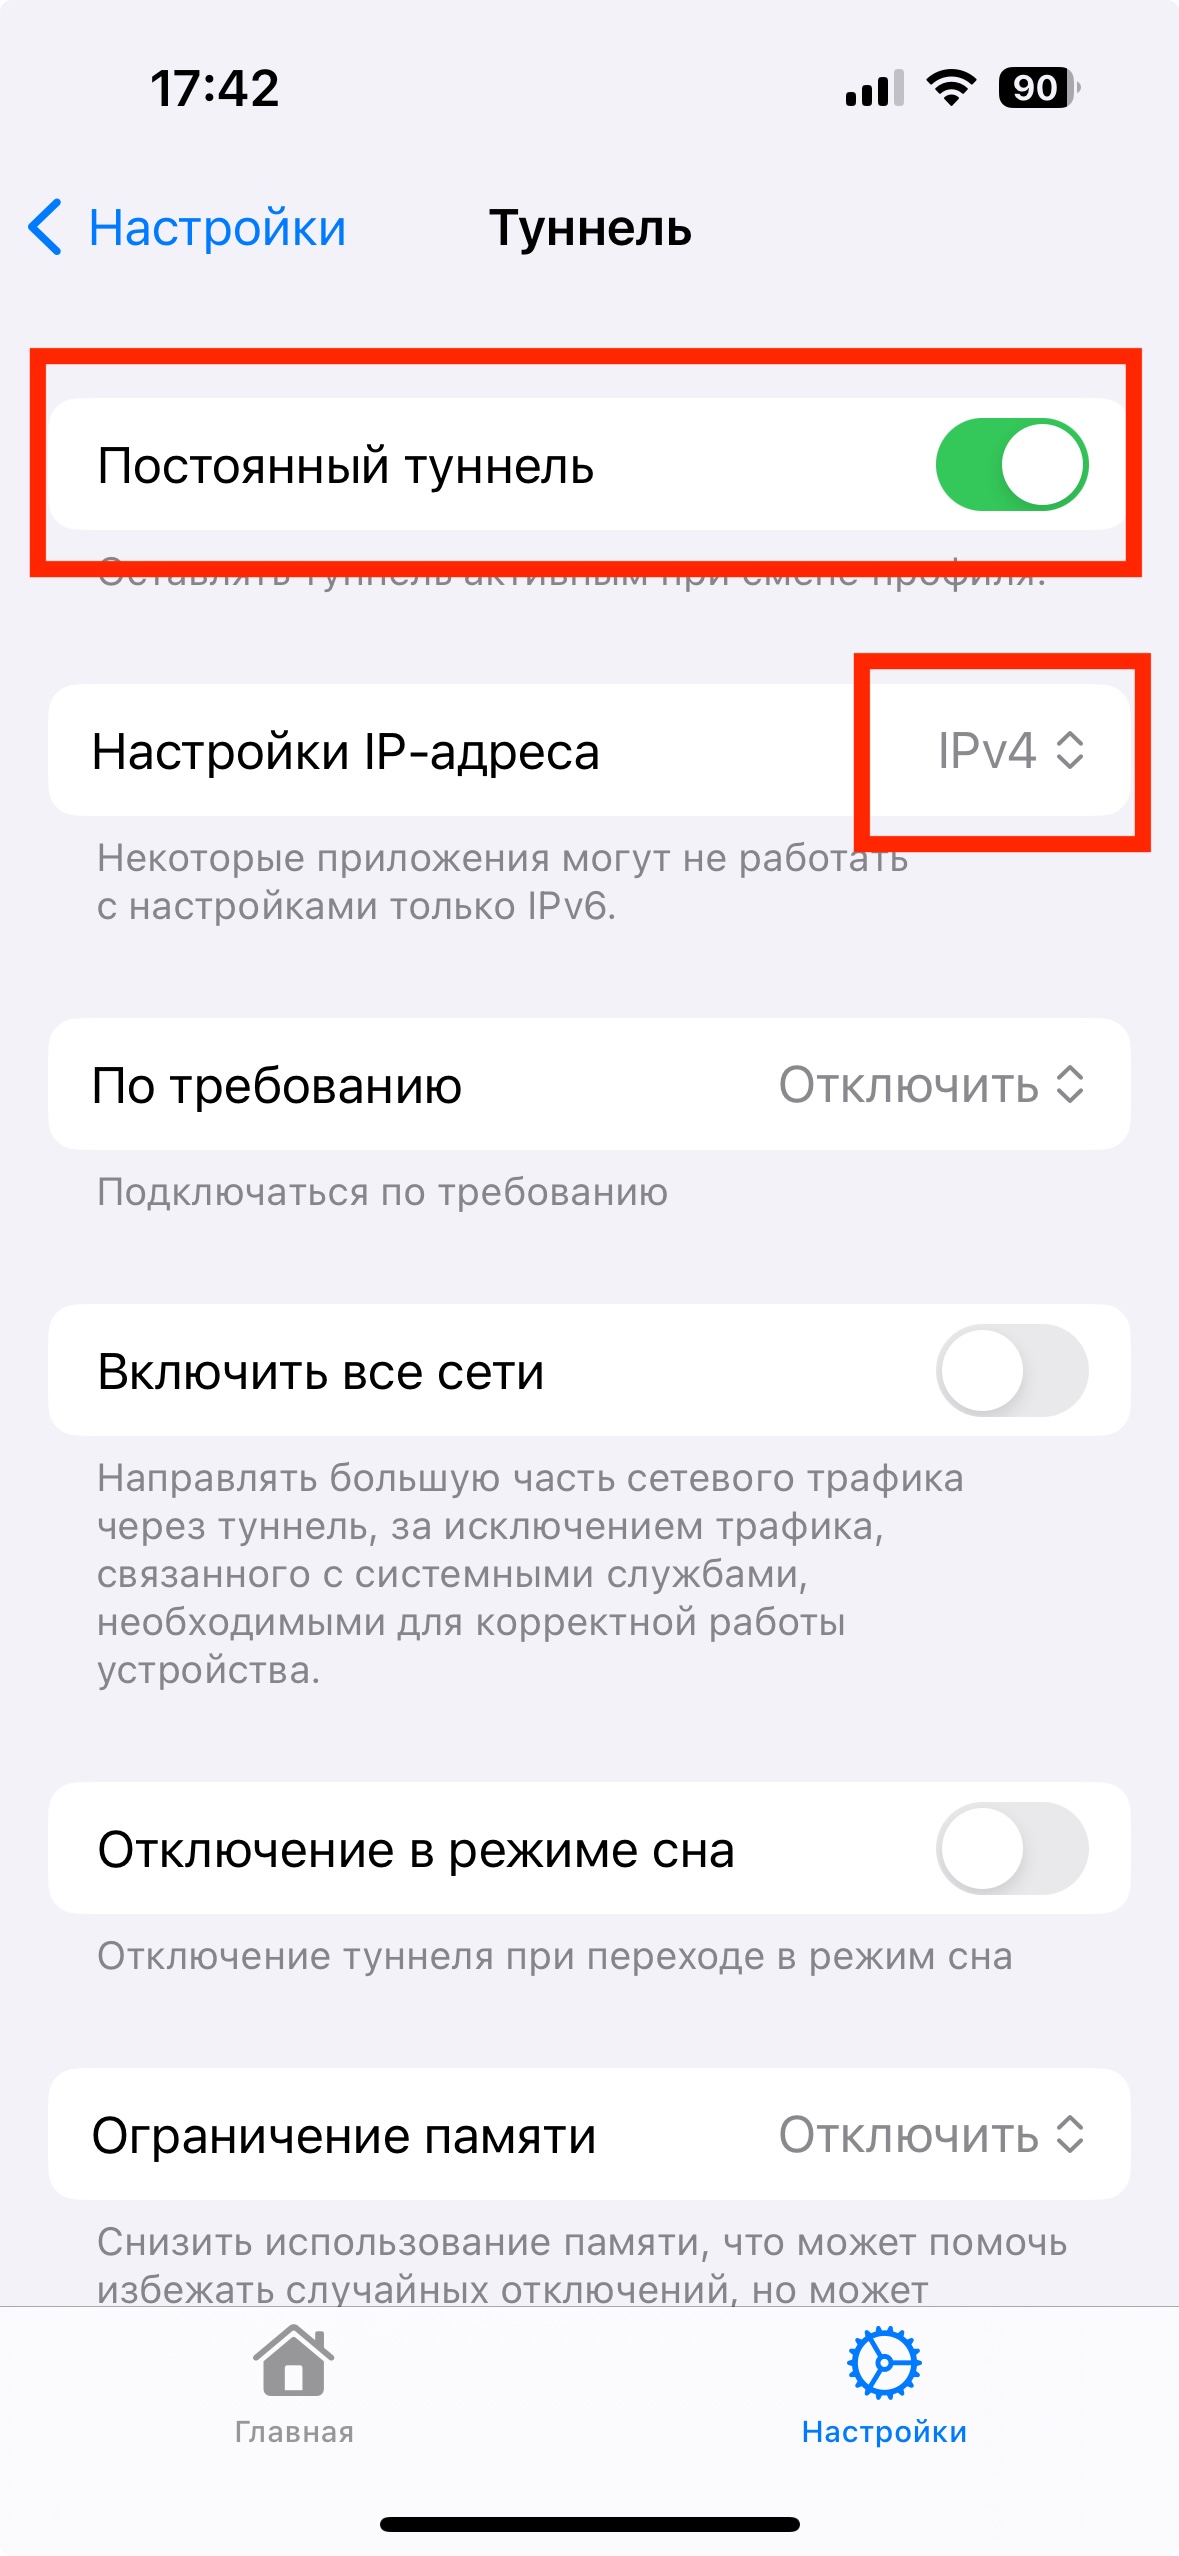 17:42
90
Настройки
Туннель
Постоянный туннель
Оставлять туннель активным при смене профиля.
Настройки IP-адреса
IPv4
Некоторые приложения могут не работать
с настройками только IPv6.
По требованию
Отключить
Подключаться по требованию
Включить все сети
Направлять большую часть сетевого трафика
через туннель, за исключением трафика,
связанного с системными службами,
необходимыми для корректной работы
устройства.
Отключение в режиме сна
Отключение туннеля при переходе в режим сна
Ограничение памяти
Отключить
Снизить использование памяти, что может помочь
избежать случайных отключений, но может
Главная
Настройки